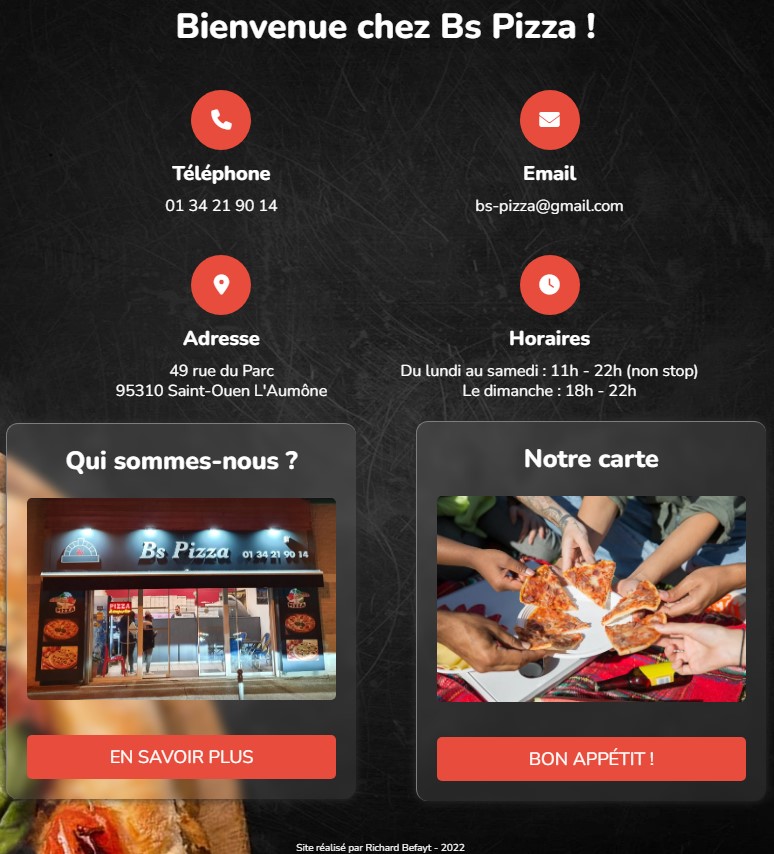 Bienvenue chez Bs Pizza !
Téléphone
01 34 21 90 14
Email
bs-pizza@gmail.com
Adresse
49 rue du Parc
95310 Saint-Ouen L'Aumône
Horaires
Du lundi au samedi : 11h - 22h (non stop)
Le dimanche : 18h - 22h
Qui sommes-nous ?
Bs Pizza 01 34 21 90 14
PIZZA
EN SAVOIR PLUS
Notre carte
BON APPÉTIT !
Site réalisé par Richard Befayt - 2022